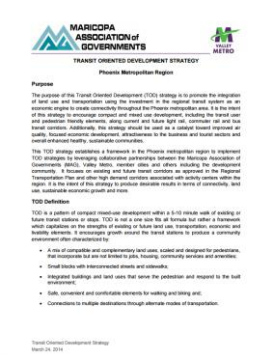 MARICOPA
ASSOCIATION of
GOVERNMENTS
VALLEY
METRO
TRANSIT ORIENTED DEVELOPMENT STRATEGY
Phoenix Metropolitan Region
Purpose
The purpose of this Transit Oriented Development (TOD) strategy is to promote the integration
of land use and transportation using the investment in the regional transit system as an
economic engine to create connectivity throughout the Phoenix metropolitan area. It is the intent
of this strategy to encourage compact and mixed use development, including the transit user
and pedestrian friendly elements, along current and future light rail, commuter rail and bus
transit corridors. Additionally, this strategy should be used as a catalyst toward improved air
quality, focused economic development, attractiveness to the business and tourist sectors and
overall enhanced healthy, sustainable communities.
This TOD strategy establishes a framework in the Phoenix metropolitan region to implement
TOD strategies by leveraging collaborative partnerships between the Maricopa Association of
Governments (MAG), Valley Metro, member cities and others including the development
community. It focuses on existing and future transit corridors as approved in the Regional
Transportation Plan and other high demand corridors associated with activity centers within the
region. It is the intent of this strategy to produce desirable results in terms of connectivity, land
use, sustainable economic growth and more.
TOD Definition
TOD is a pattern of compact mixed-use development within a 5-10 minute walk of existing or
future transit stations or stops. TOD is not a one size fits all formula but rather a framework
which capitalizes on the strengths of existing or future land use, transportation, economic and
livability elements. It encourages growth around the transit stations to produce a community
environment often characterized by:
• A mix of compatible and complementary land uses, scaled and designed for pedestrians,
that incorporate but are not limited to jobs, housing, community services and amenities;
• Small blocks with interconnected streets and sidewalks;
• Integrated buildings and land uses that serve the pedestrian and respond to the built
environment;
• Safe, convenient and comfortable elements for walking and biking and;
• Connections to multiple destinations through alternate modes of transportation.
Transit Oriented Development Strategy
March 24, 2014